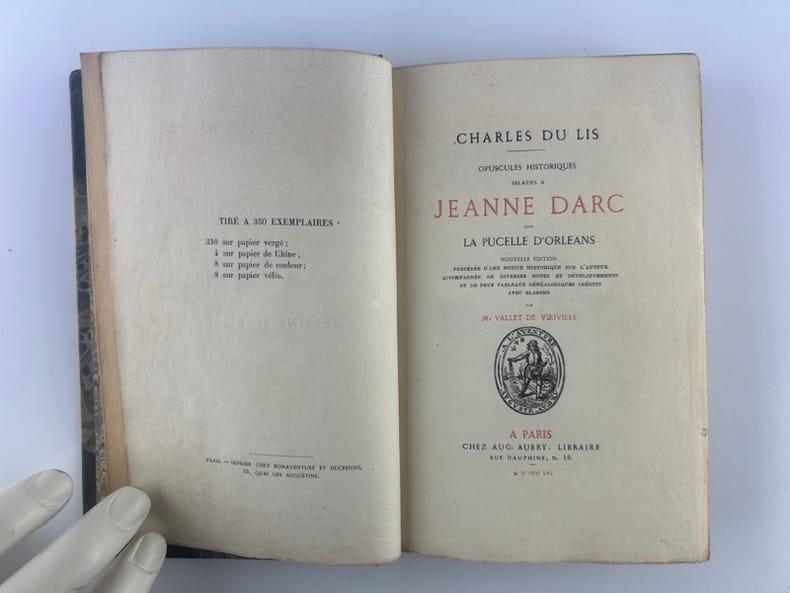 TIRÉ A 350 EXEMPLAIRES.
330 sur papier vergé;
4 sur papier de Chine;
8 sur papier de couleur;
8 sur papier vélin.
PARIS. — IMPRIMÉ CHEZ BONAVENTURE ET DUCESSOIS,
55, QUAI DES AUGUSTINS.
CHARLES DU LIS
OPUSCULES HISTORIQUES
RELATIFS A
JEANNE DARC
DITE
LA PUCELLE D'ORLEANS
NOUVELLE EDITION
PRÉCÉDÉE D'UNE NOTICE HISTORIQUE SUR L'AUTEUR
ACCOMPAGNÉE DE DIVERSES NOTES ET DÉVELOPPEMENTS
ET DE DEUX TABLEAUX GÉNÉALOGIQUES INÉDITS
AVEC BLASONS
PAR
M. VALLET DE VIRIVILLE
A L'AVENTURE
AUGUSTE AUBRY
A PARIS
CHEZ AUG. AUBRY, LIBRAIRE
RUE DAUPHINE, N. 16.
M D CCC LVI